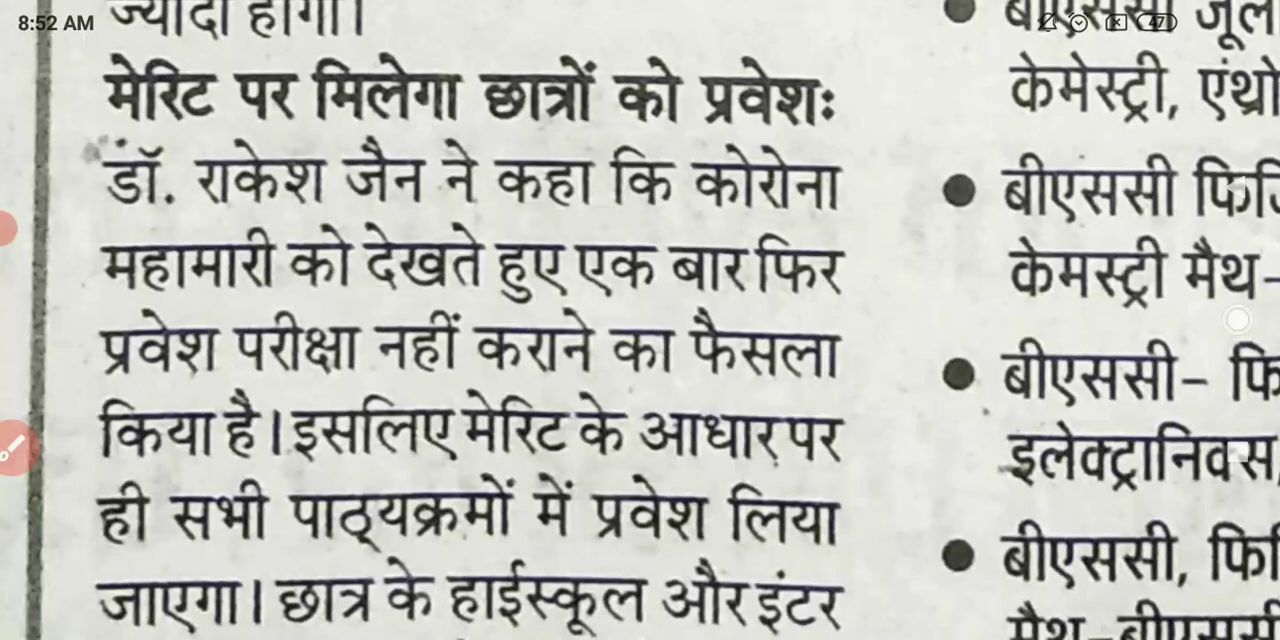 8:52 AM
47
ज्यादा होगा।
मेरिट पर मिलेगा छात्रों को प्रवेशः
डॉ. राकेश जैन ने कहा कि कोरोना
महामारी को देखते हुए एक बार फिर
प्रवेश परीक्षा नहीं कराने का फैसला
किया है। इसलिए मेरिट के आधार पर
ही सभी पाठ्यक्रमों में प्रवेश लिया
जाएगा। छात्र के हाईस्कूल और इंटर
केमेस्ट्री,
● बीएससी
केमस्ट्री मैथ-
● बीएससी-
इलेक्ट्रानिक्स,
● बीएससी,